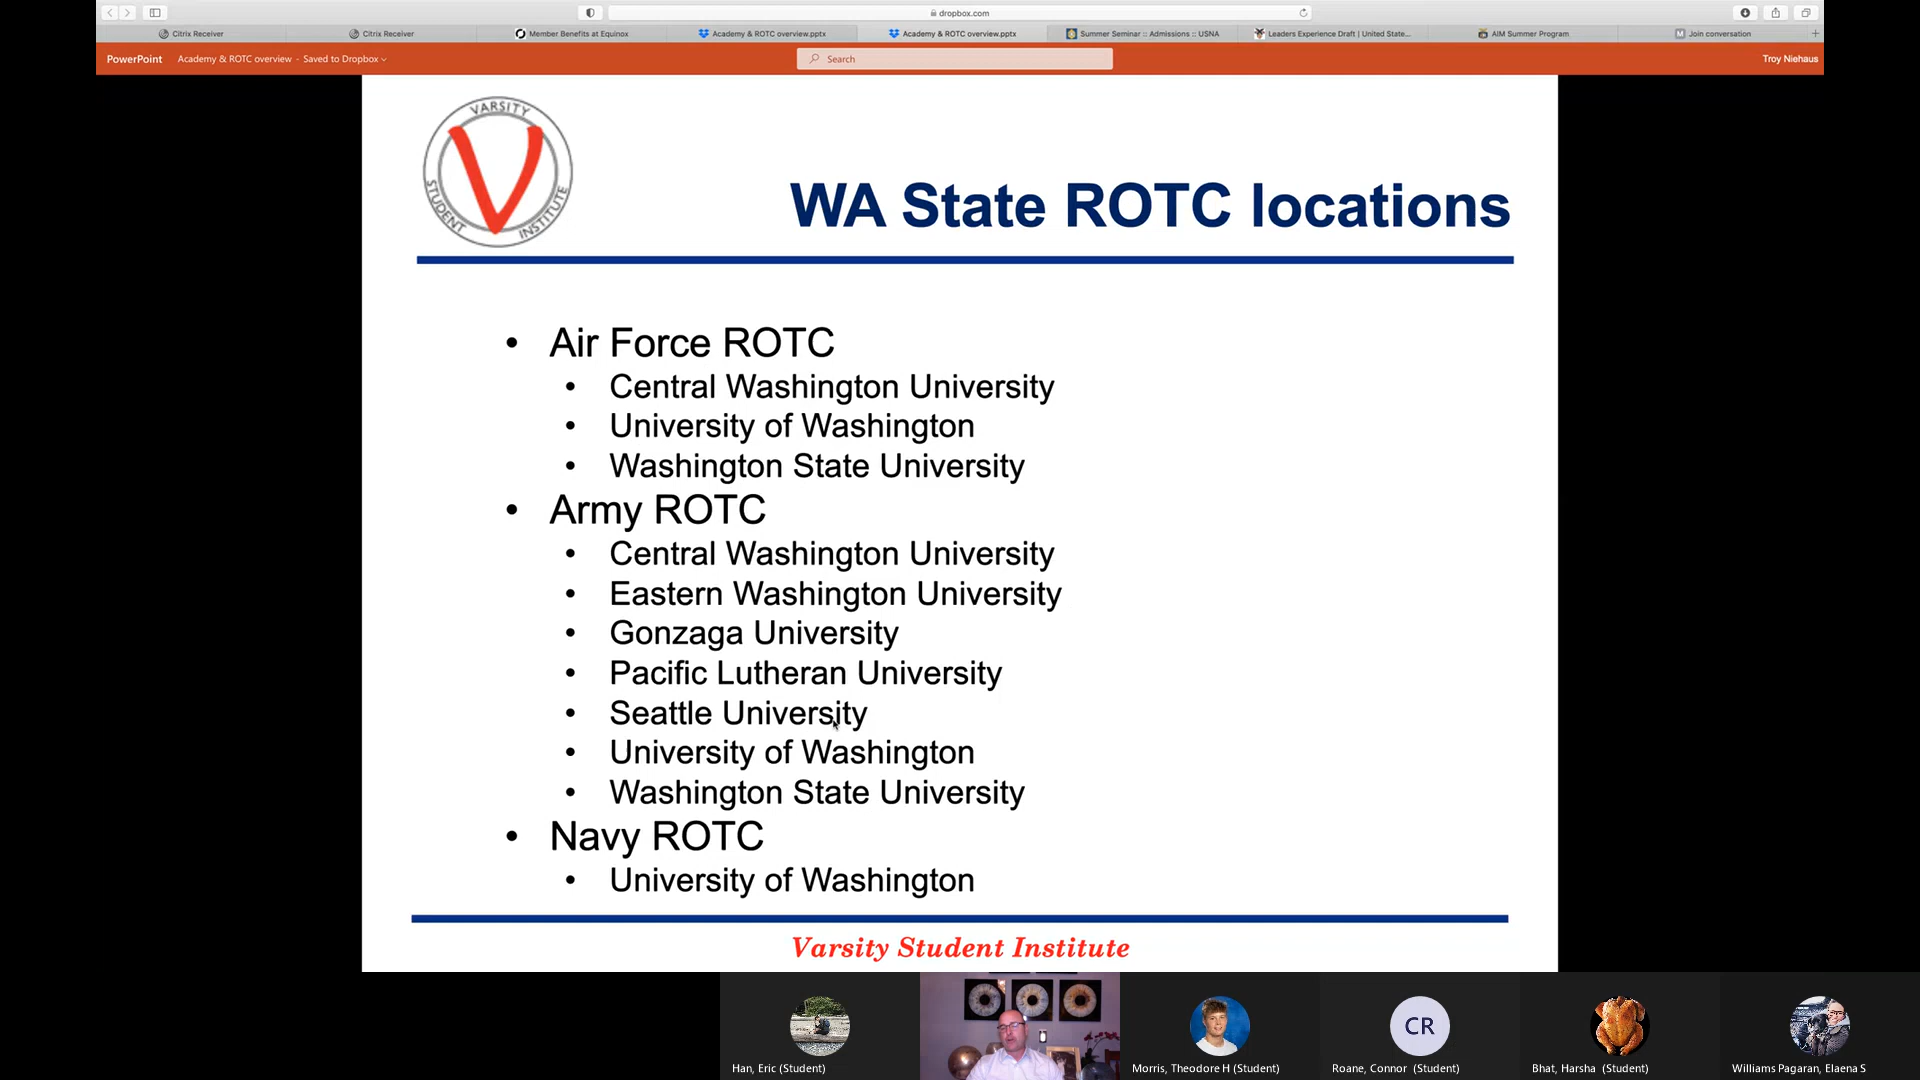 dropbox.com
Citrix Receiver
Citrix Receiver
Member Benefits at Equinox
Academy & ROTC overview.pptx
Academy & ROTC overview.pptx
Summer Seminar :: Admissions :: USNA
Leaders Experience Draft | United State...
AIM Summer Program
M Join conversation
PowerPoint Academy & ROTC overview - Saved to Dropbox
Search
Troy Niehaus
VARSITY
STUDENT INSTITUTE
V
WA State ROTC locations
• Air Force ROTC
• Central Washington University
• University of Washington
• Washington State University
• Army ROTC
• Central Washington University
• Eastern Washington University
• Gonzaga University
• Pacific Lutheran University
• Seattle University
• University of Washington
• Washington State University
• Navy ROTC
• University of Washington
Varsity Student Institute
CR
Han, Eric (Student)
Morris, Theodore H (Student)
Roane, Connor (Student)
Bhat, Harsha (Student)
Williams Pagaran, Elaena S